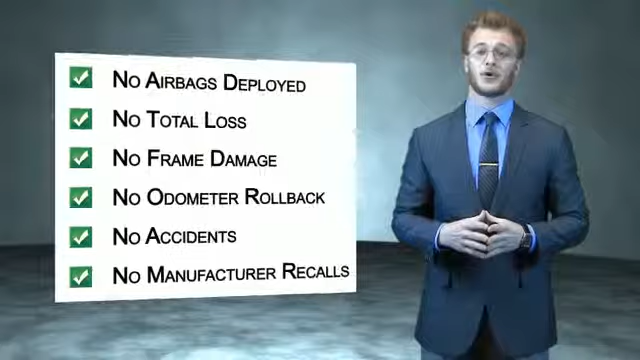 No Airbags Deployed
No Total Loss
No Frame Damage
No Odometer Rollback
No Accidents
No Manufacturer Recalls